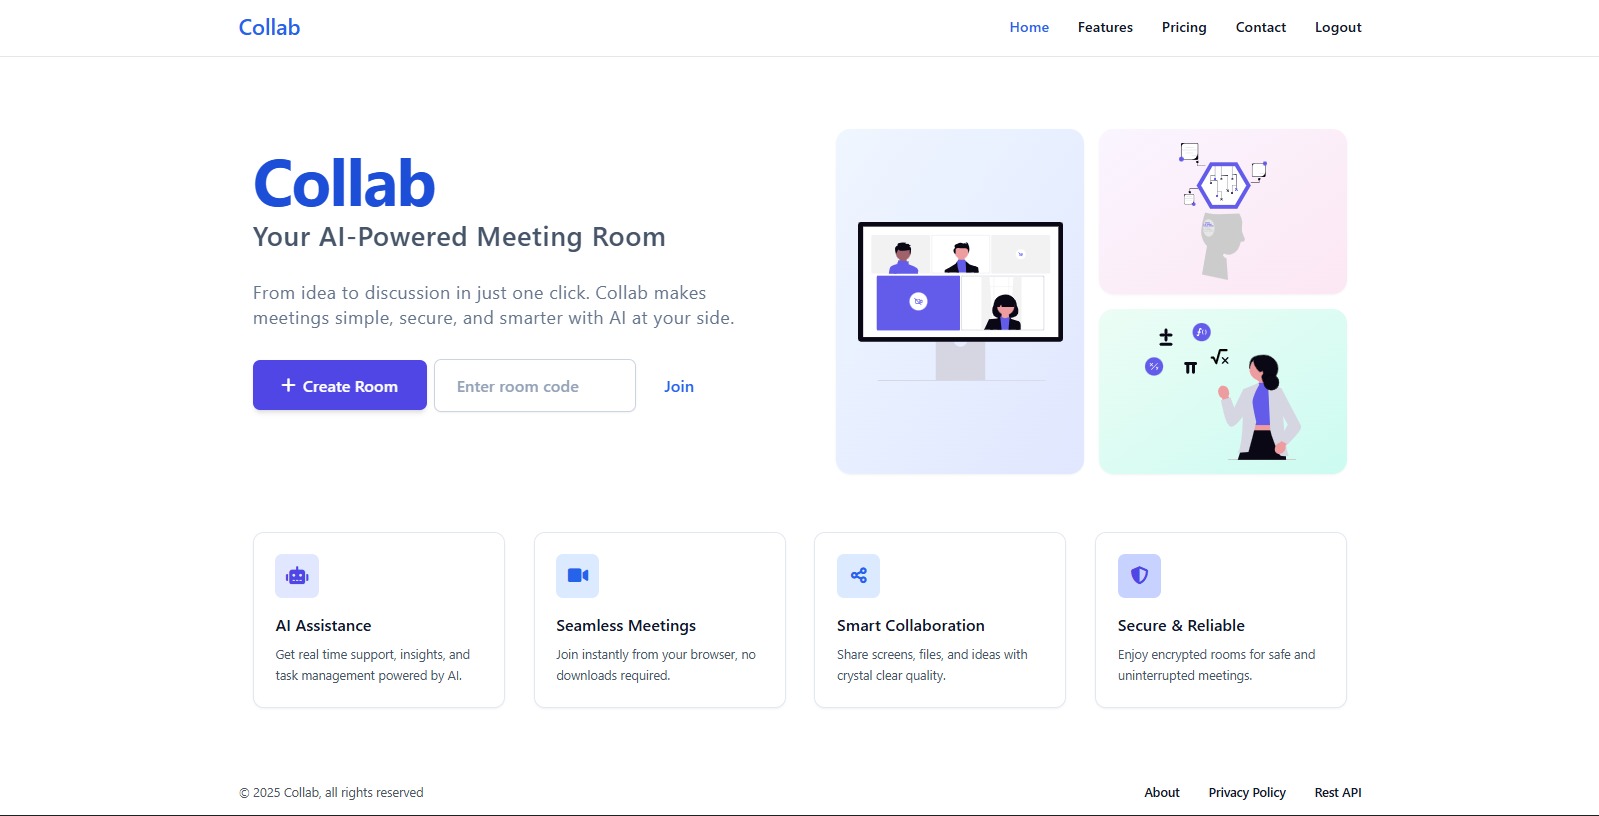 Collab
Home
Features
Pricing
Contact
Logout
Collab
Your AI-Powered Meeting Room
From idea to discussion in just one click. Collab makes
meetings simple, secure, and smarter with AI at your side.
+ Create Room
Enter room code
Join
± f()
√x
π
AI Assistance
Get real time support, insights, and
task management powered by AI.
Seamless Meetings
Join instantly from your browser, no
downloads required.
Smart Collaboration
Share screens, files, and ideas with
crystal clear quality.
Secure & Reliable
Enjoy encrypted rooms for safe and
uninterrupted meetings.
© 2025 Collab, all rights reserved
About
Privacy Policy
Rest API